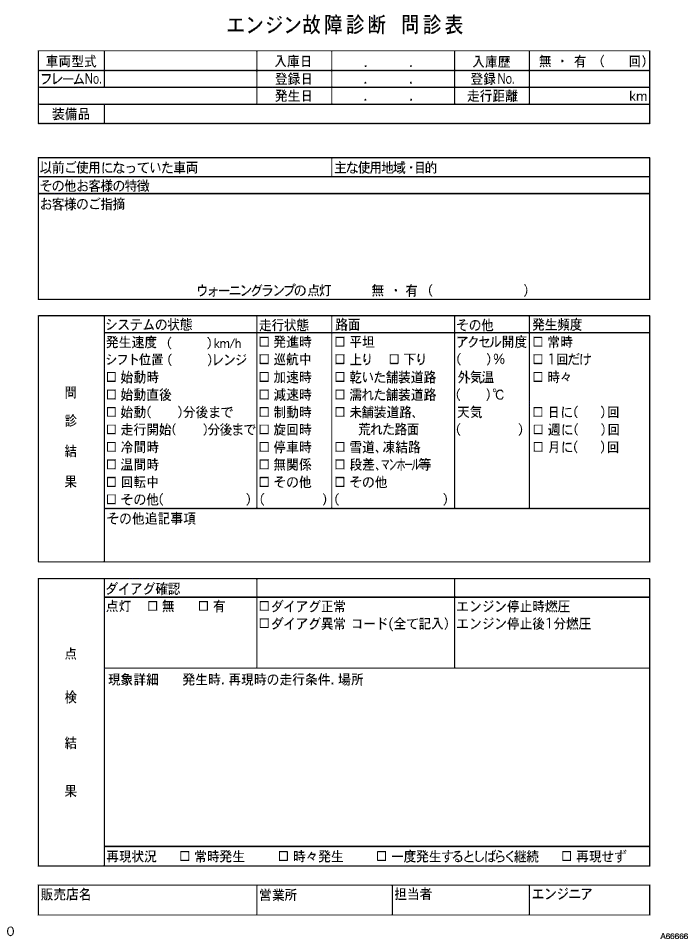 エンジン故障診断 問診表
車両型式 入庫日 . . 入庫歴 無 ・ 有 ( 回)
フレームNo. 登録日 . . 登録No.
発生日 . . 走行距離 km
装備品
以前ご使用になっていた車両 主な使用地域・目的
その他お客様の特徴
お客様のご指摘
ウォーニングランプの点灯 無 ・ 有 ( )
問診結果
システムの状態 走行状態 路面 その他 発生頻度
発生速度 ( )km/h □ 発進時 □ 平坦 アクセル開度 □ 常時
シフト位置 ( )レンジ □ 巡航中 □ 上り □ 下り ( )% □ 1回だけ
□ 始動時 □ 加速時 □ 乾いた舗装道路 外気温 □ 時々
□ 始動直後 □ 減速時 □ 濡れた舗装道路 ( )℃
□ 始動( )分後まで □ 制動時 □ 未舗装道路、 天気 □ 日に( )回
□ 走行開始( )分後まで □ 旋回時 荒れた路面 ( ) □ 週に( )回
□ 冷間時 □ 停車時 □ 雪道、凍結路 □ 月に( )回
□ 温間時 □ 無関係 □ 段差、マンホール等
□ 回転中 □ その他 □ その他
□ その他( ) ( ) ( )
その他追記事項
点検結果
ダイアグ確認
点灯 □ 無 □ 有 □ダイアグ正常 エンジン停止時燃圧
□ダイアグ異常 コード(全て記入) エンジン停止後1分燃圧
現象詳細 発生時, 再現時の走行条件, 場所
再現状況 □ 常時発生 □ 時々発生 □ 一度発生するとしばらく継続 □ 再現せず
販売店名 営業所 担当者 エンジニア
O
A66666